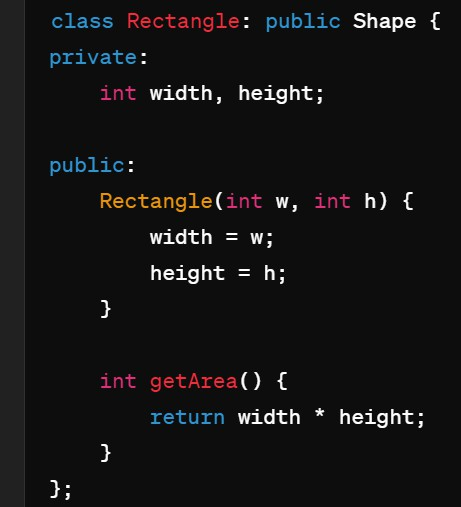 class Rectangle: public Shape {
private:
    int width, height;

public:
    Rectangle(int w, int h) {
        width = w;
        height = h;
    }

    int getArea() {
        return width * height;
    }
};